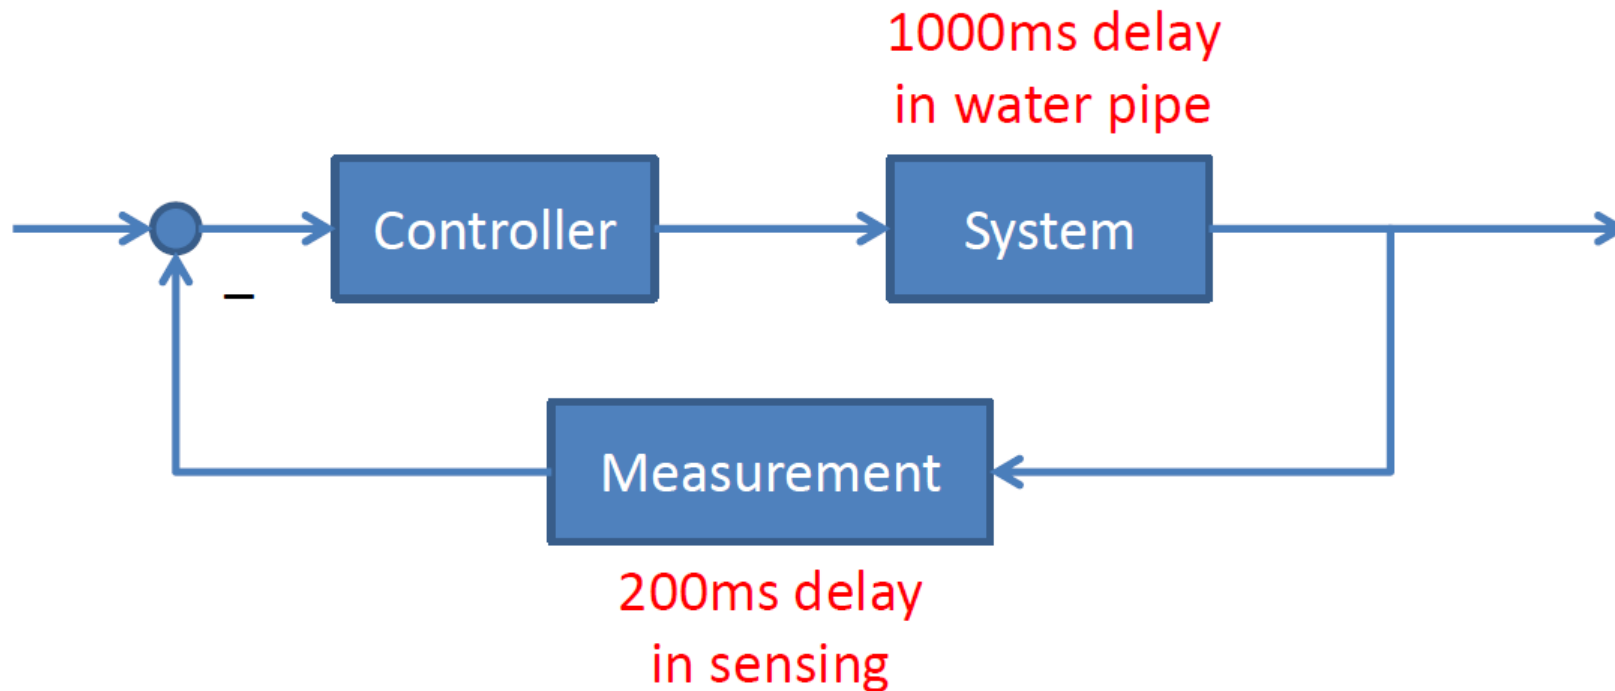 1000ms delay
in water pipe
Controller
System
–
Measurement
200ms delay
in sensing